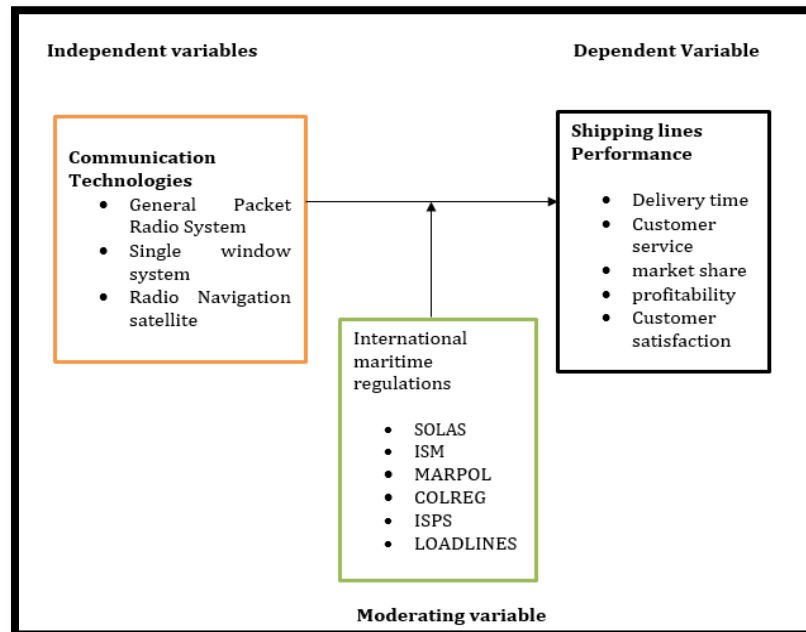 Independent variables
Dependent Variable
Communication
Technologies
• General Packet
Radio System
• Single window
system
• Radio Navigation
satellite
Shipping lines
Performance
• Delivery time
• Customer
service
• market share
• profitability
• Customer
satisfaction
International
maritime
regulations
• SOLAS
• ISM
• MARPOL
• COLREG
• ISPS
• LOADLINES
Moderating variable